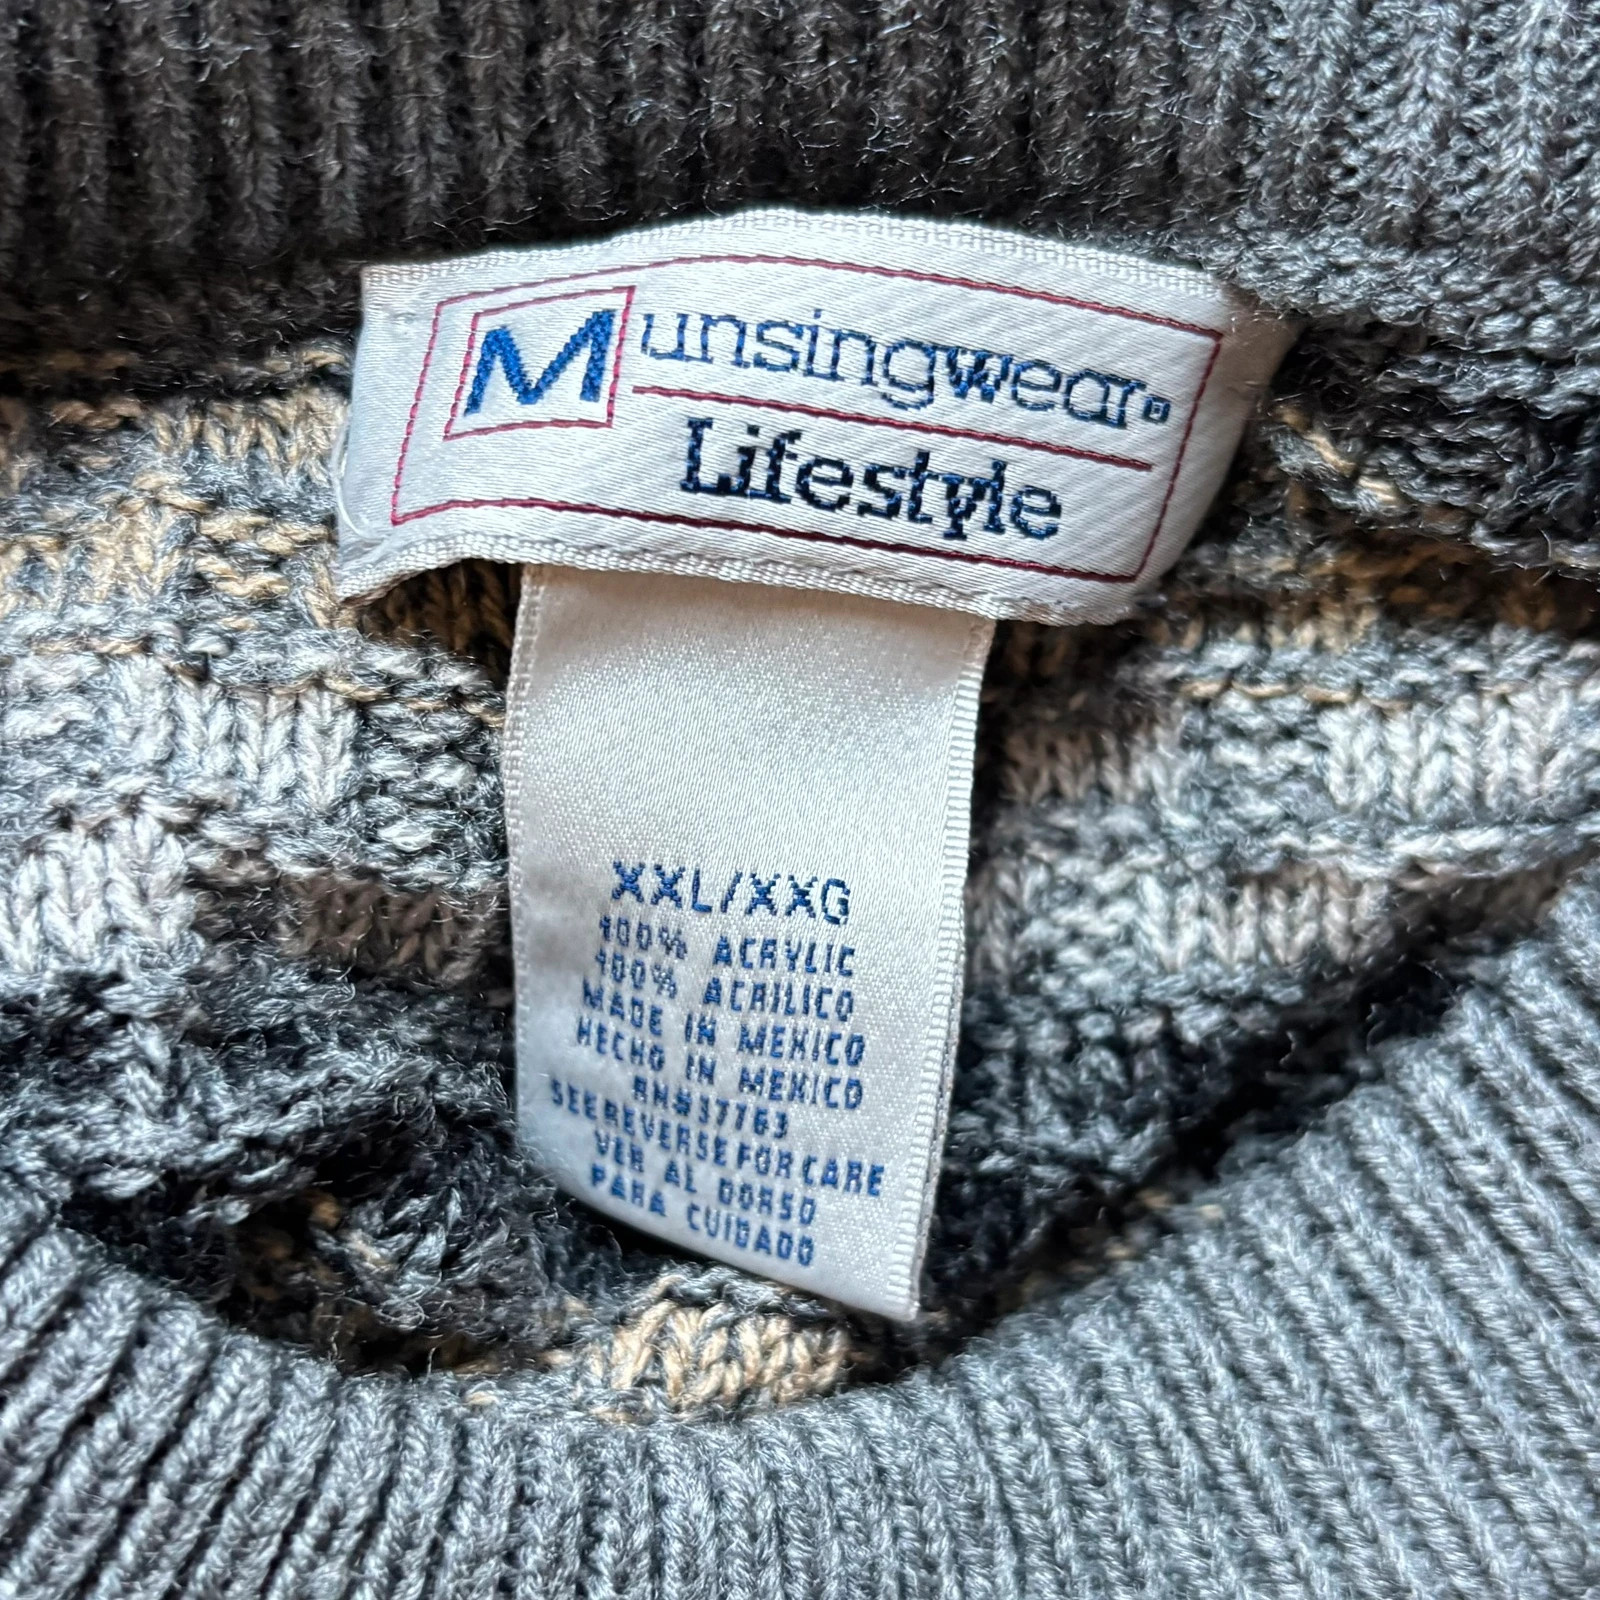 Munsingwear®
Lifestyle
XXL/XXG
100% ACRYLIC
100% ACRILICO
MADE IN MEXICO
HECHO IN MEXICO
RN#37763
SEE REVERSE FOR CARE
VER AL DORSO
PARA CUIDADO